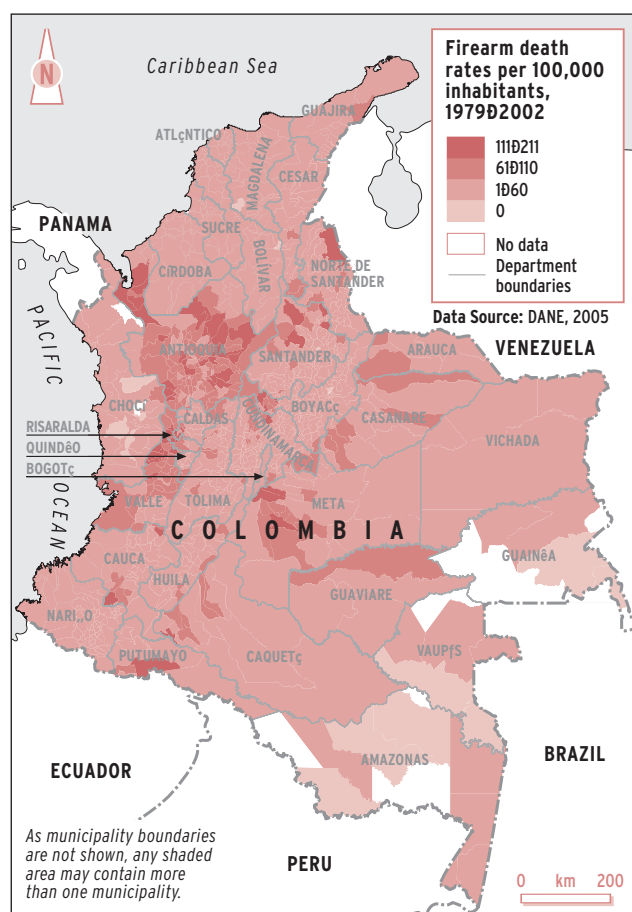 Caribbean Sea
N
Firearm death
rates per 100,000
inhabitants,
1979Ð2002
111Ð211
61Ð110
1Ð60
0
No data
Department
boundaries
Data Source: DANE, 2005
GUAJIRA
ATLçNTICO
MAGDALENA
CESAR
PANAMA
SUCRE
BOLÍVAR
NORTE DE
SANTANDER
CíRDOBA
VENEZUELA
PACIFIC
OCEAN
ANTIOQUIA
SANTANDER
ARAUCA
CHOCî
CALDAS
BOYACç
CUNDINAMARCA
CASANARE
RISARALDA
QUINDêO
BOGOTç
VICHADA
VALLE
TOLIMA
META
COLOMBIA
CAUCA
HUILA
GUAINêA
GUAVIARE
NARI„O
PUTUMAYO
CAQUETç
VAUPƒS
AMAZONAS
ECUADOR
BRAZIL
PERU
As municipality boundaries
are not shown, any shaded
area may contain more
than one municipality.
0 km 200